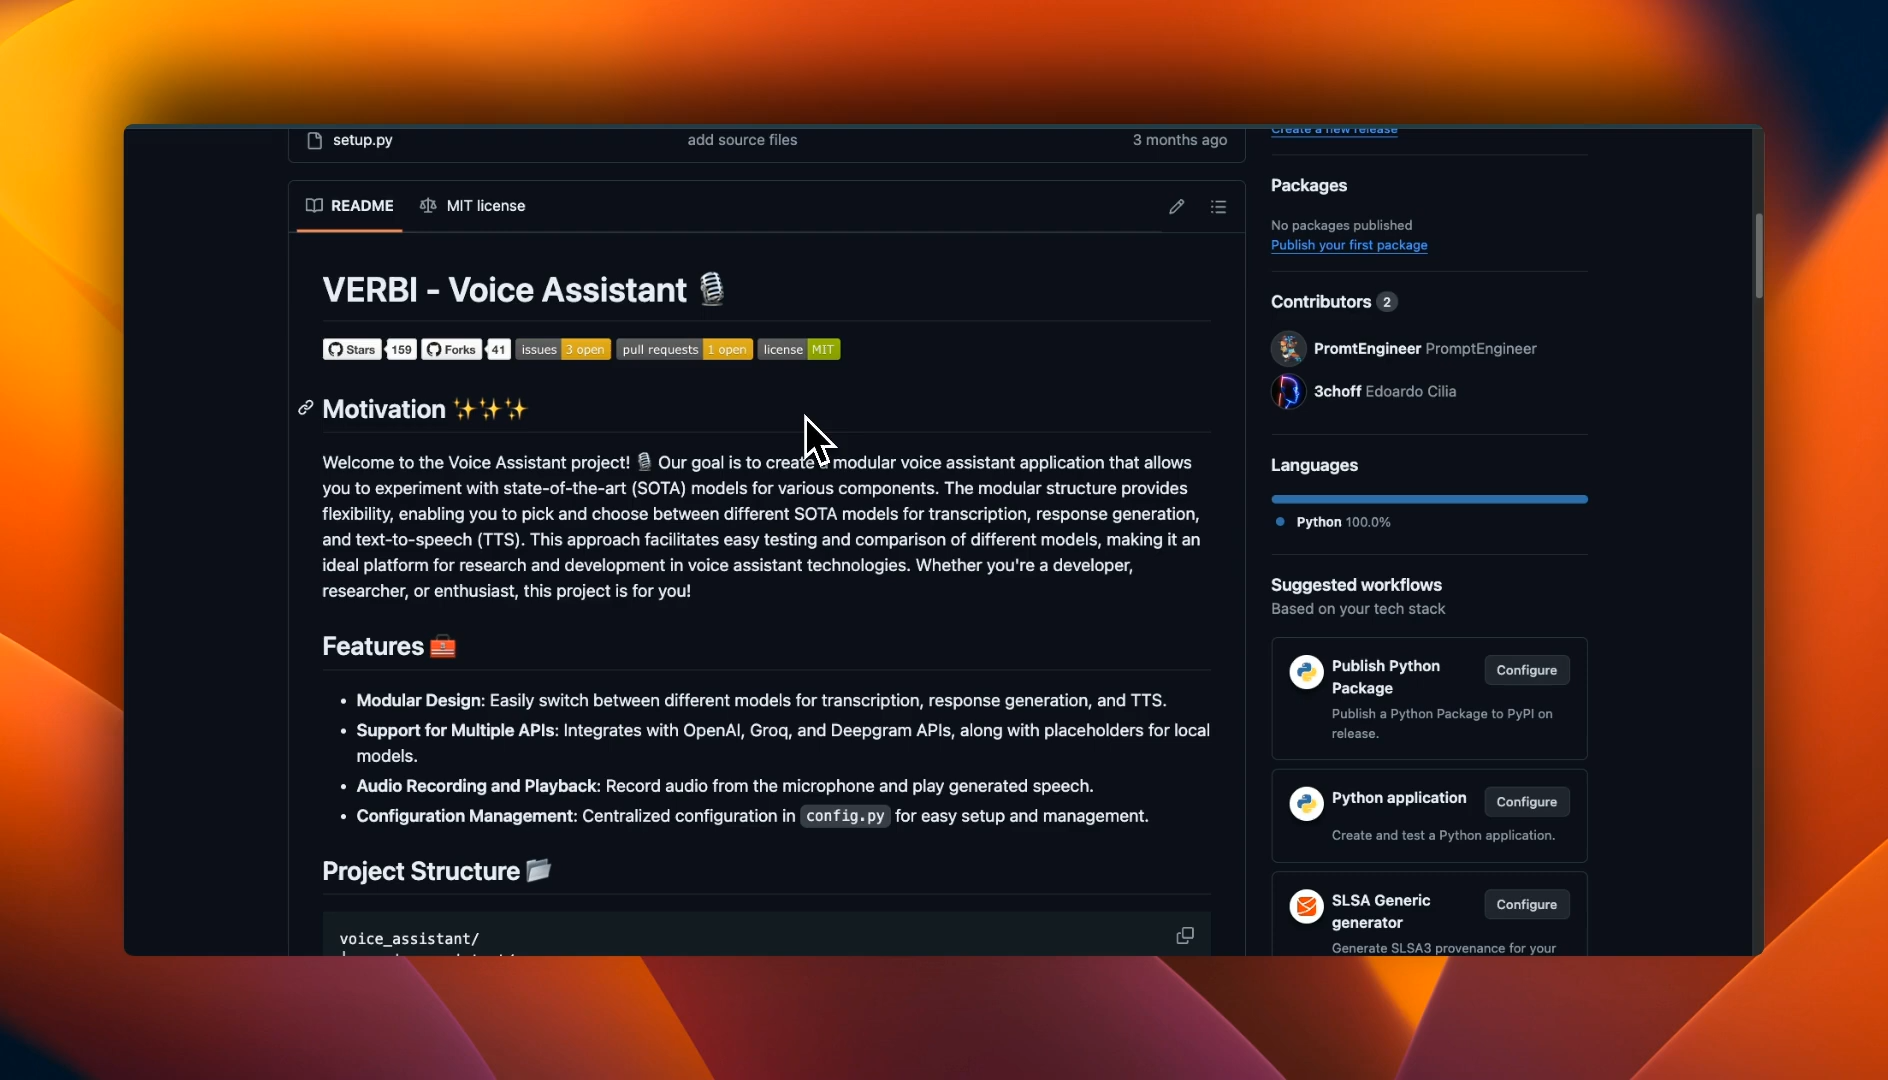 setup.py add source files 3 months ago
README MIT license
VERBI - Voice Assistant 🎙️
Stars 159 Forks 41 issues 3 open pull requests 1 open license MIT
Motivation ✨✨✨
Welcome to the Voice Assistant project! 🎙️ Our goal is to create a modular voice assistant application that allows
you to experiment with state-of-the-art (SOTA) models for various components. The modular structure provides
flexibility, enabling you to pick and choose between different SOTA models for transcription, response generation,
and text-to-speech (TTS). This approach facilitates easy testing and comparison of different models, making it an
ideal platform for research and development in voice assistant technologies. Whether you're a developer,
researcher, or enthusiast, this project is for you!
Features 🧰
• Modular Design: Easily switch between different models for transcription, response generation, and TTS.
• Support for Multiple APIs: Integrates with OpenAI, Groq, and Deepgram APIs, along with placeholders for local
models.
• Audio Recording and Playback: Record audio from the microphone and play generated speech.
• Configuration Management: Centralized configuration in config.py for easy setup and management.
Project Structure 📂
voice_assistant/
Create a new release
Packages
No packages published
Publish your first package
Contributors 2
PromtEngineer PromptEngineer
3choff Edoardo Cilia
Languages
Python 100.0%
Suggested workflows
Based on your tech stack
Publish Python
Package
Configure
Publish a Python Package to PyPI on
release.
Python application
Configure
Create and test a Python application.
SLSA Generic
generator
Configure
Generate SLSA3 provenance for your